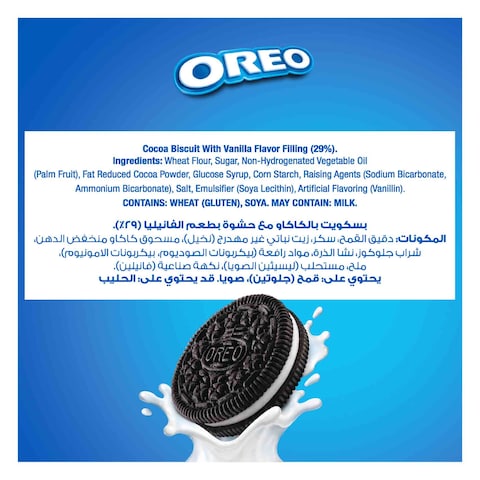 OREO
Cocoa Biscuit With Vanilla Flavor Filling (29%).
Ingredients: Wheat Flour, Sugar, Non-Hydrogenated Vegetable Oil
(Palm Fruit), Fat Reduced Cocoa Powder, Glucose Syrup, Corn Starch, Raising Agents (Sodium Bicarbonate,
Ammonium Bicarbonate), Salt, Emulsifier (Soya Lecithin), Artificial Flavoring (Vanillin).
CONTAINS: WHEAT (GLUTEN), SOYA. MAY CONTAIN: MILK.
بسكويت بالكاكاو مع حشوة بطعم الفانيليا (٢٩٪).
المكونات: دقيق القمح، سكر، زيت نباتي غير مهدرج (نخيل)، مسحوق كاكاو منخفض الدهن،
شراب جلوكوز، نشا الذرة، مواد رافعة (بيكربونات الصوديوم، بيكربونات الامونيوم)،
ملح، مستحلب (ليسيثين الصويا)، نكهة صناعية (فانيلين).
يحتوي على: قمح (جلوتين)، صويا. قد يحتوي على: الحليب
OREO